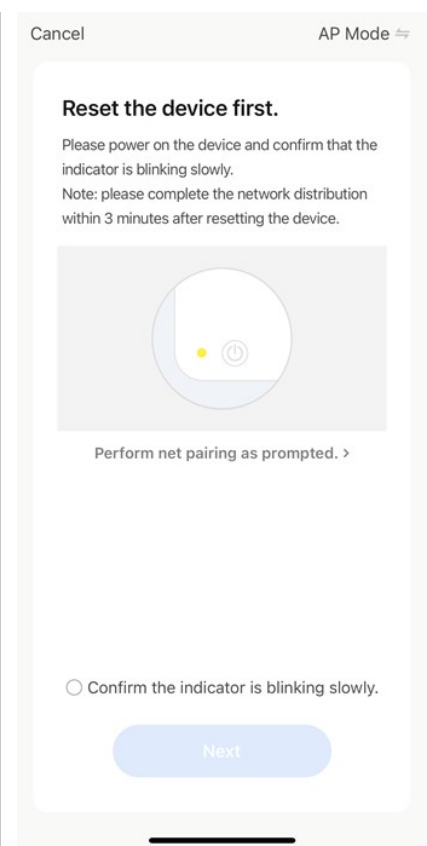 Cancel
AP Mode
Reset the device first.
Please power on the device and confirm that the
indicator is blinking slowly.
Note: please complete the network distribution
within 3 minutes after resetting the device.
Perform net pairing as prompted. >
Confirm the indicator is blinking slowly.
Next